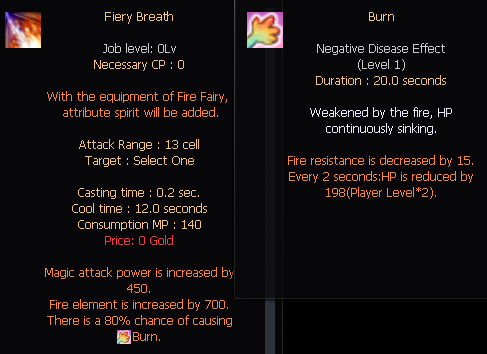 Fiery Breath
Job level: 0Lv
Necessary CP : 0
With the equipment of Fire Fairy,
attribute spirit will be added.
Attack Range : 13 cell
Target : Select One
Casting time : 0.2 sec.
Cool time : 12.0 seconds
Consumption MP : 140
Price: 0 Gold
Magic attack power is increased by
450.
Fire element is increased by 700.
There is a 80% chance of causing
Burn.
Burn
Negative Disease Effect
(Level 1)
Duration : 20.0 seconds
Weakened by the fire, HP
continuously sinking.
Fire resistance is decreased by 15.
Every 2 seconds:HP is reduced by
198(Player Level*2).